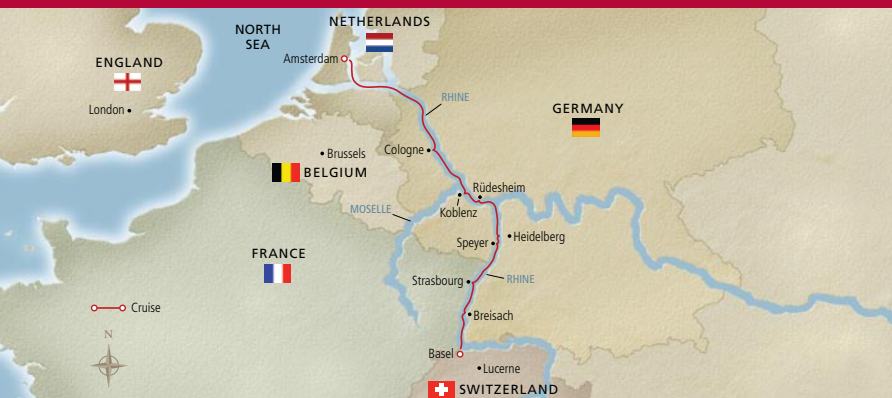 NETHERLANDS
NORTH
SEA
Amsterdam
ENGLAND
London
RHINE
GERMANY
Cologne
Brussels
BELGIUM
Rüdesheim
Koblenz
MOSELLE
Speyer
Heidelberg
FRANCE
Strasbourg
RHINE
Cruise
Breisach
N
Basel
Lucerne
SWITZERLAND